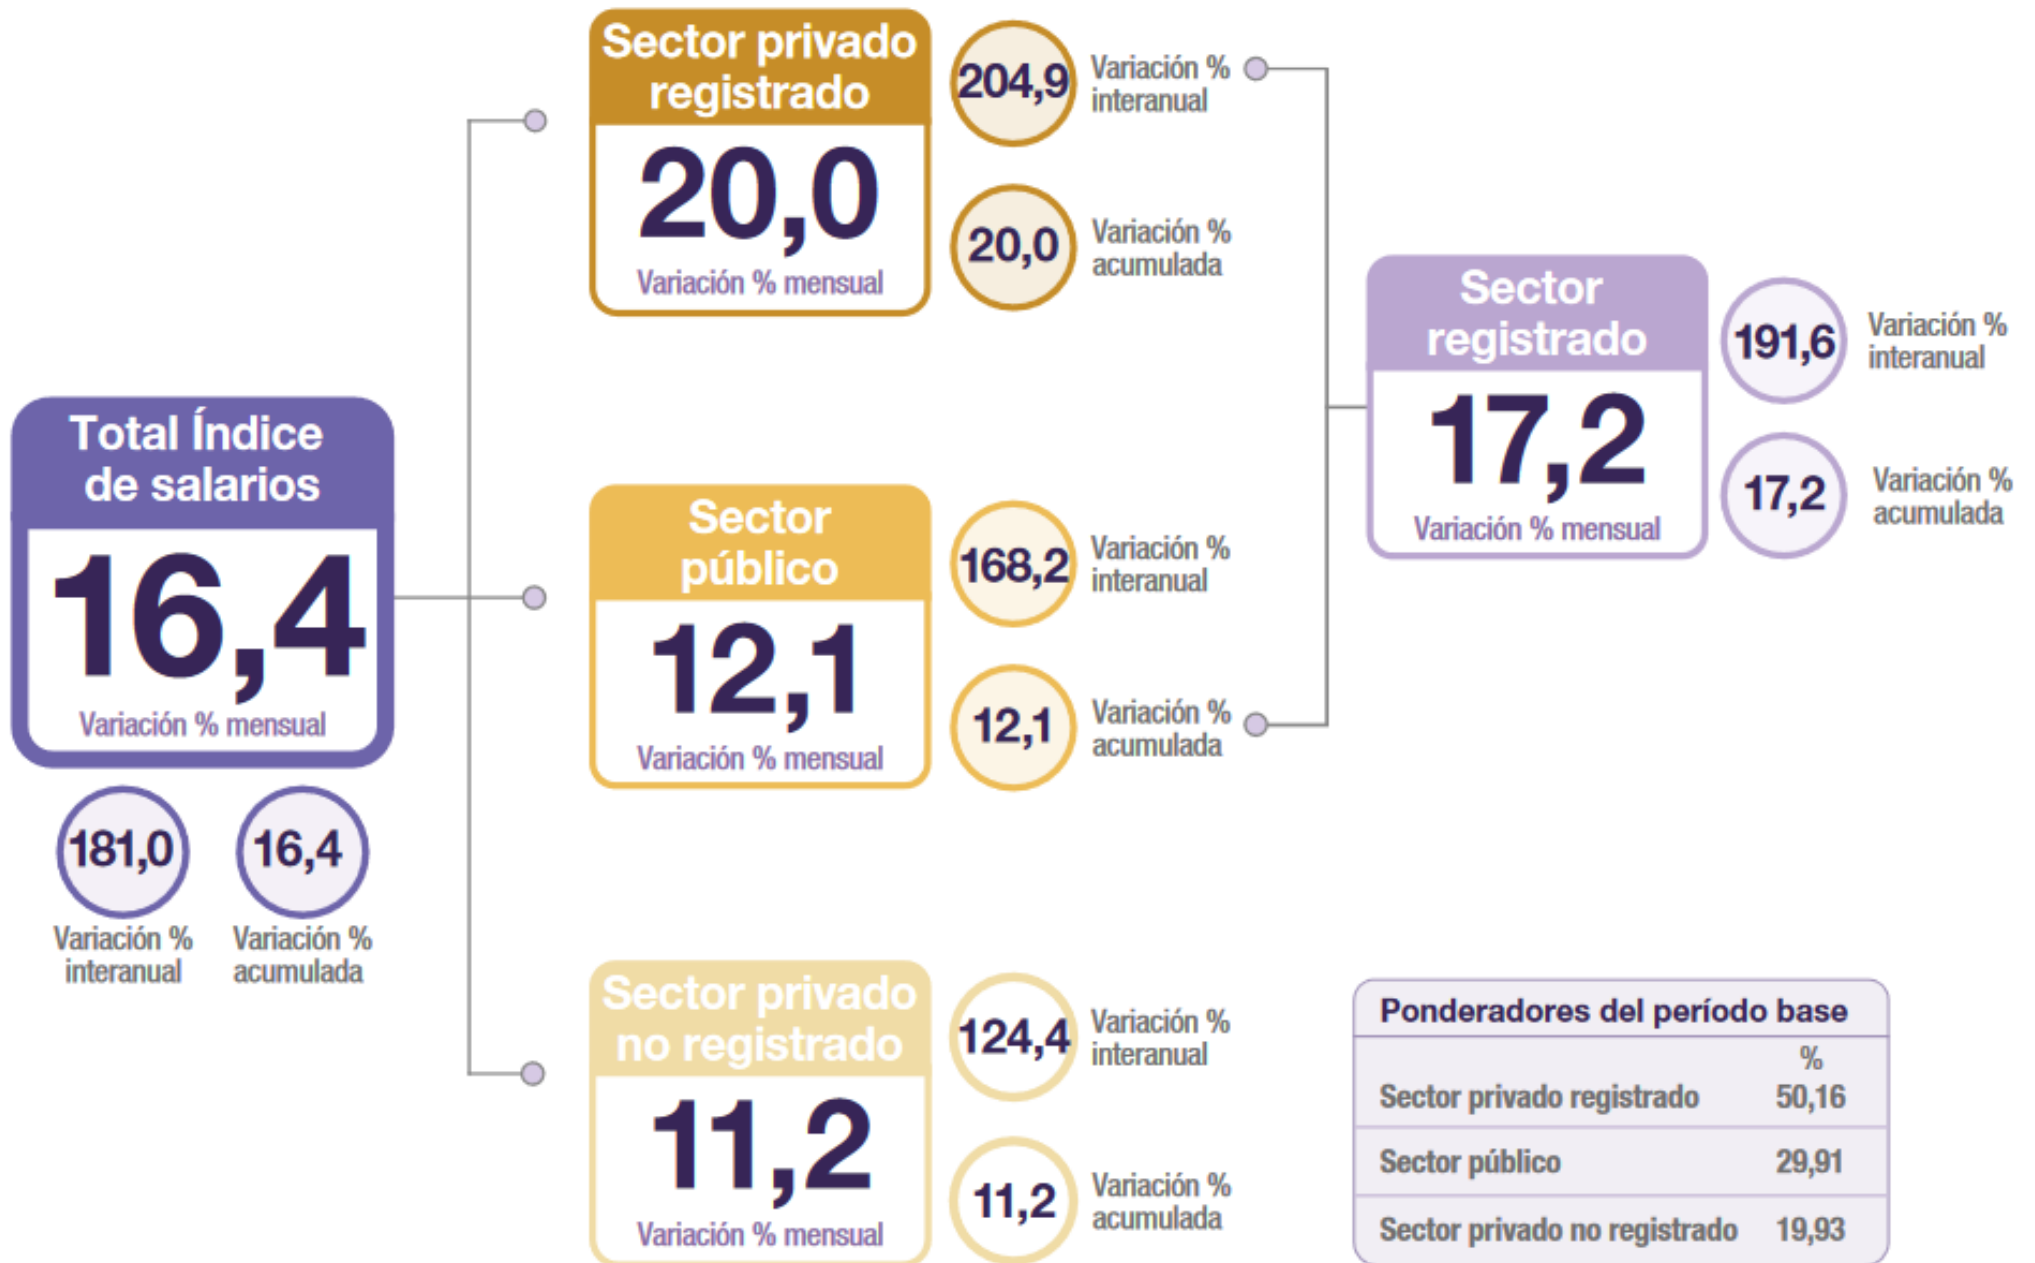 Total Índice
de salarios
16,4
Variación % mensual
181,0
Variación %
interanual
16,4
Variación %
acumulada
Sector privado
registrado
20,0
Variación % mensual
204,9
Variación %
interanual
20,0
Variación %
acumulada
Sector
público
12,1
Variación % mensual
168,2
Variación %
interanual
12,1
Variación %
acumulada
Sector privado
no registrado
11,2
Variación % mensual
124,4
Variación %
interanual
11,2
Variación %
acumulada
Sector
registrado
17,2
Variación % mensual
191,6
Variación %
interanual
17,2
Variación %
acumulada
Ponderadores del período base
%
Sector privado registrado 50,16
Sector público 29,91
Sector privado no registrado 19,93